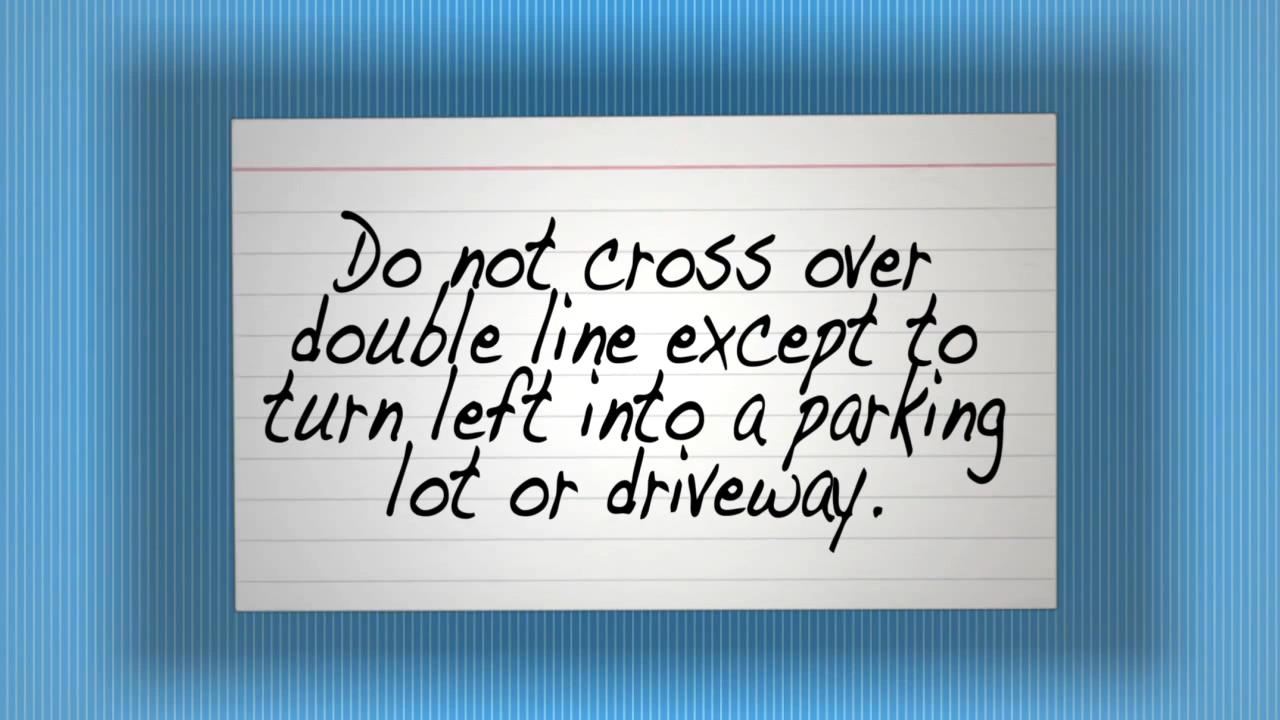 Do not cross over
double line except to
turn left into a parking
lot or driveway.